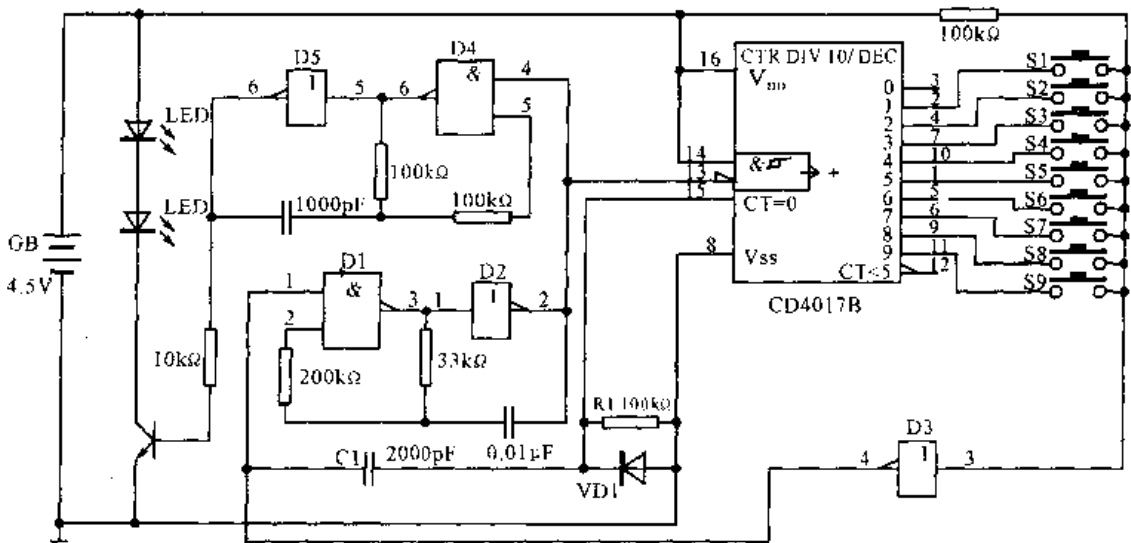 100kΩ
D5
1
6
5
D4
&
6
4
5
LED
LED
100kΩ
1000pF
100kΩ
GB
4.5V
10kΩ
D1
&
1
2
3
200kΩ
33kΩ
D2
1
1
2
0.01μF
C1
2000pF
R1 100kΩ
VD1
D3
1
4
3
CTR DIV 10/ DEC
16
14
15
8
&
+
CT=0
Vss
CT<5
CD4017B
0
1
2
3
4
5
6
7
8
9
3
2
4
7
10
1
5
6
9
11
12
S1
S2
S3
S4
S5
S6
S7
S8
S9